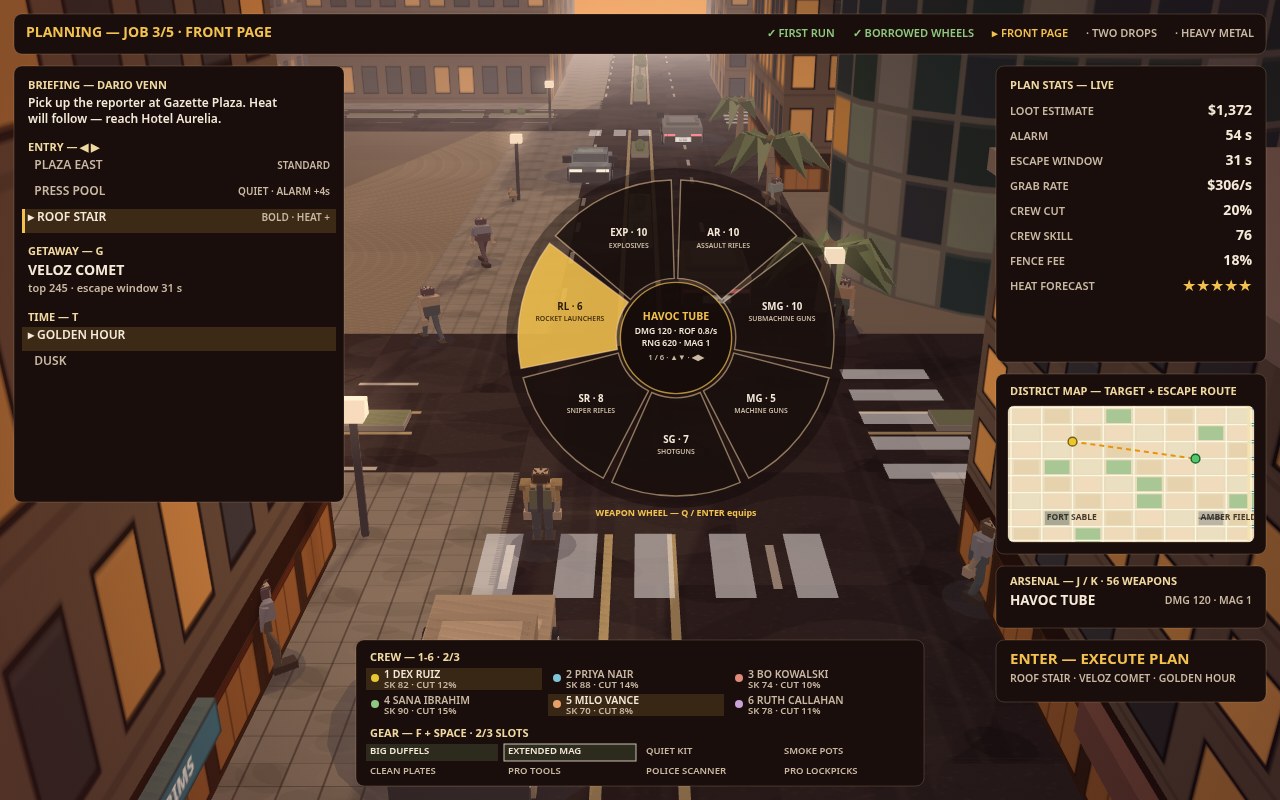 PLANNING — JOB 3/5 · FRONT PAGE
✓ FIRST RUN ✓ BORROWED WHEELS ▸ FRONT PAGE · TWO DROPS · HEAVY METAL
BRIEFING — DARIO VENN
Pick up the reporter at Gazette Plaza. Heat
will follow — reach Hotel Aurelia.
ENTRY — ◀ ▶
PLAZA EAST STANDARD
PRESS POOL QUIET · ALARM +4s
▸ ROOF STAIR BOLD · HEAT +
GETAWAY — G
VELOZ COMET
top 245 · escape window 31 s
TIME — T
▸ GOLDEN HOUR
DUSK
EXP · 10
EXPLOSIVES
AR · 10
ASSAULT RIFLES
RL · 6
ROCKET LAUNCHERS
SMG · 10
SUBMACHINE GUNS
HAVOC TUBE
DMG 120 · ROF 0.8/s
RNG 620 · MAG 1
1 / 6 · ▲▼ · ◀▶
SR · 8
SNIPER RIFLES
MG · 5
MACHINE GUNS
SG · 7
SHOTGUNS
WEAPON WHEEL — Q / ENTER equips
PLAN STATS — LIVE
LOOT ESTIMATE $1,372
ALARM 54 s
ESCAPE WINDOW 31 s
GRAB RATE $306/s
CREW CUT 20%
CREW SKILL 76
FENCE FEE 18%
HEAT FORECAST ★★★★★
DISTRICT MAP — TARGET + ESCAPE ROUTE
FORT SABLE
AMBER FIELD
ARSENAL — J / K · 56 WEAPONS
HAVOC TUBE DMG 120 · MAG 1
ENTER — EXECUTE PLAN
ROOF STAIR · VELOZ COMET · GOLDEN HOUR
CREW — 1-6 · 2/3
1 DEX RUIZ
SK 82 · CUT 12%
2 PRIYA NAIR
SK 88 · CUT 14%
3 BO KOWALSKI
SK 74 · CUT 10%
4 SANA IBRAHIM
SK 90 · CUT 15%
5 MILO VANCE
SK 70 · CUT 8%
6 RUTH CALLAHAN
SK 78 · CUT 11%
GEAR — F + SPACE · 2/3 SLOTS
BIG DUFFELS EXTENDED MAG QUIET KIT SMOKE POTS
CLEAN PLATES PRO TOOLS POLICE SCANNER PRO LOCKPICKS